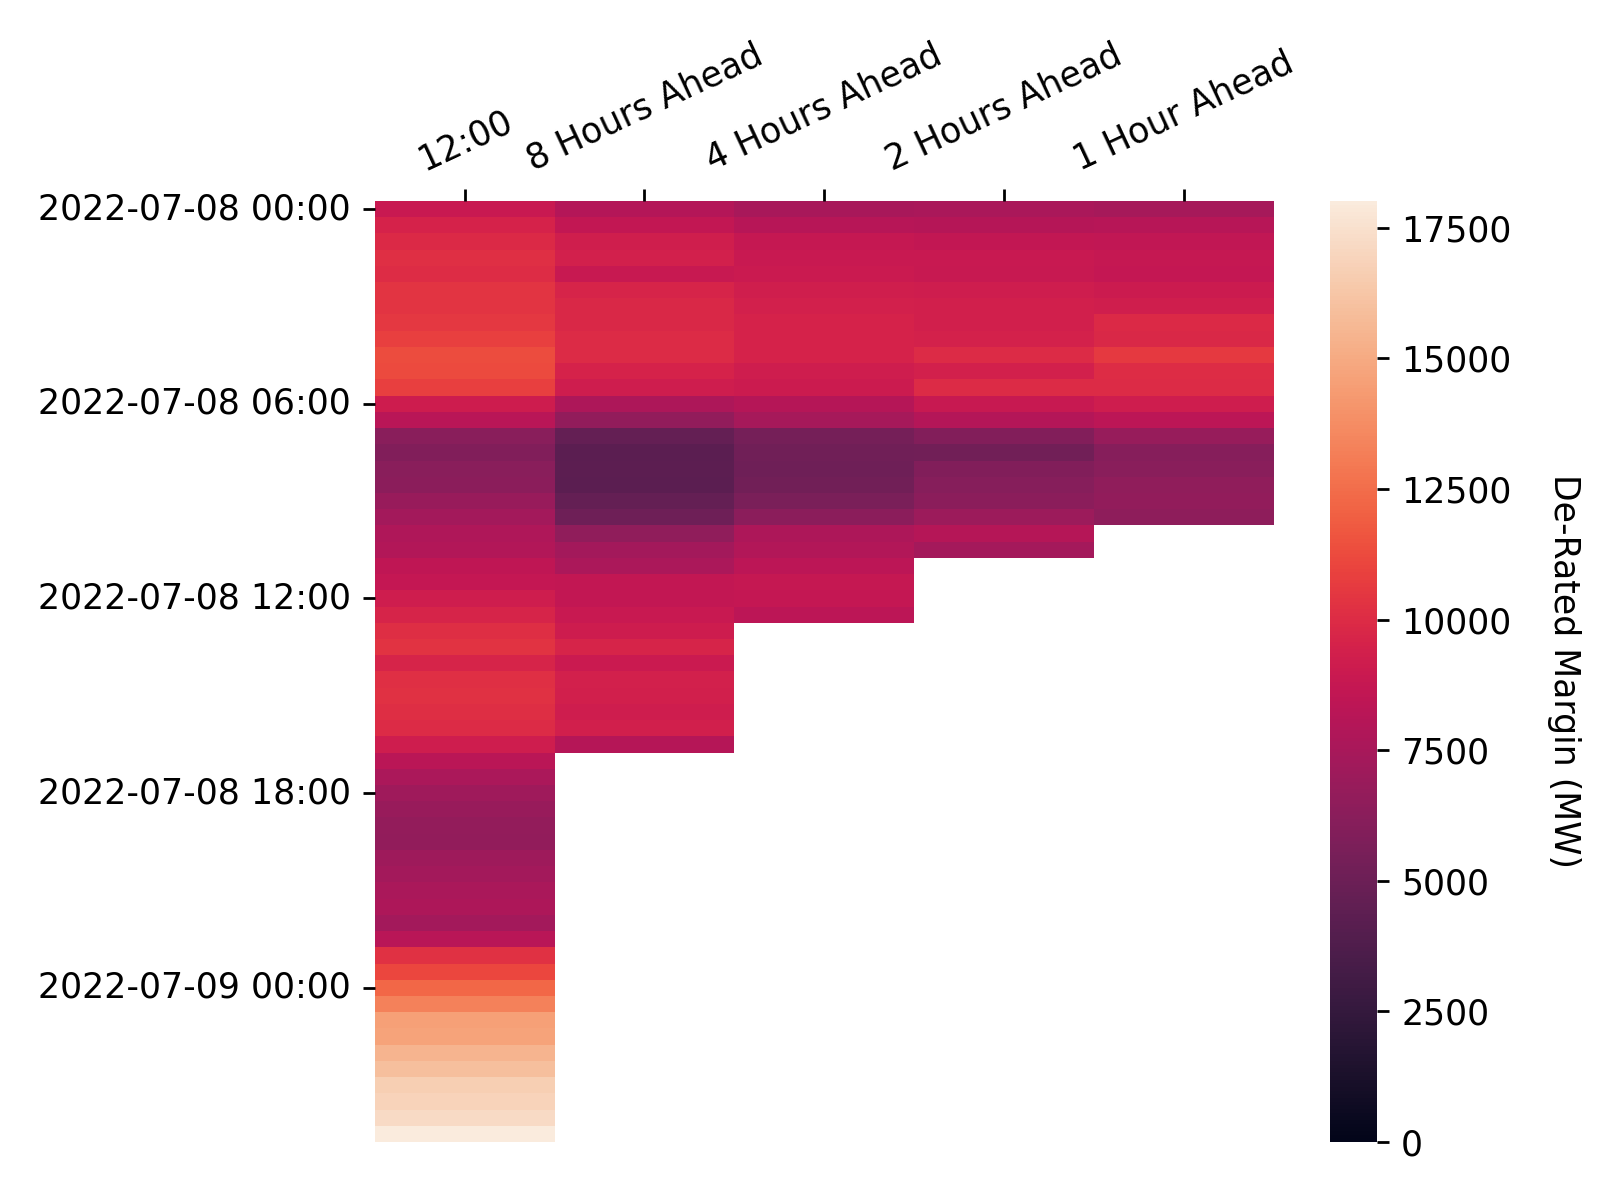 12:00
8 Hours Ahead
4 Hours Ahead
2 Hours Ahead
1 Hour Ahead
2022-07-08 00:00
2022-07-08 06:00
2022-07-08 12:00
2022-07-08 18:00
2022-07-09 00:00
17500
15000
12500
10000
7500
5000
2500
0
De-Rated Margin (MW)